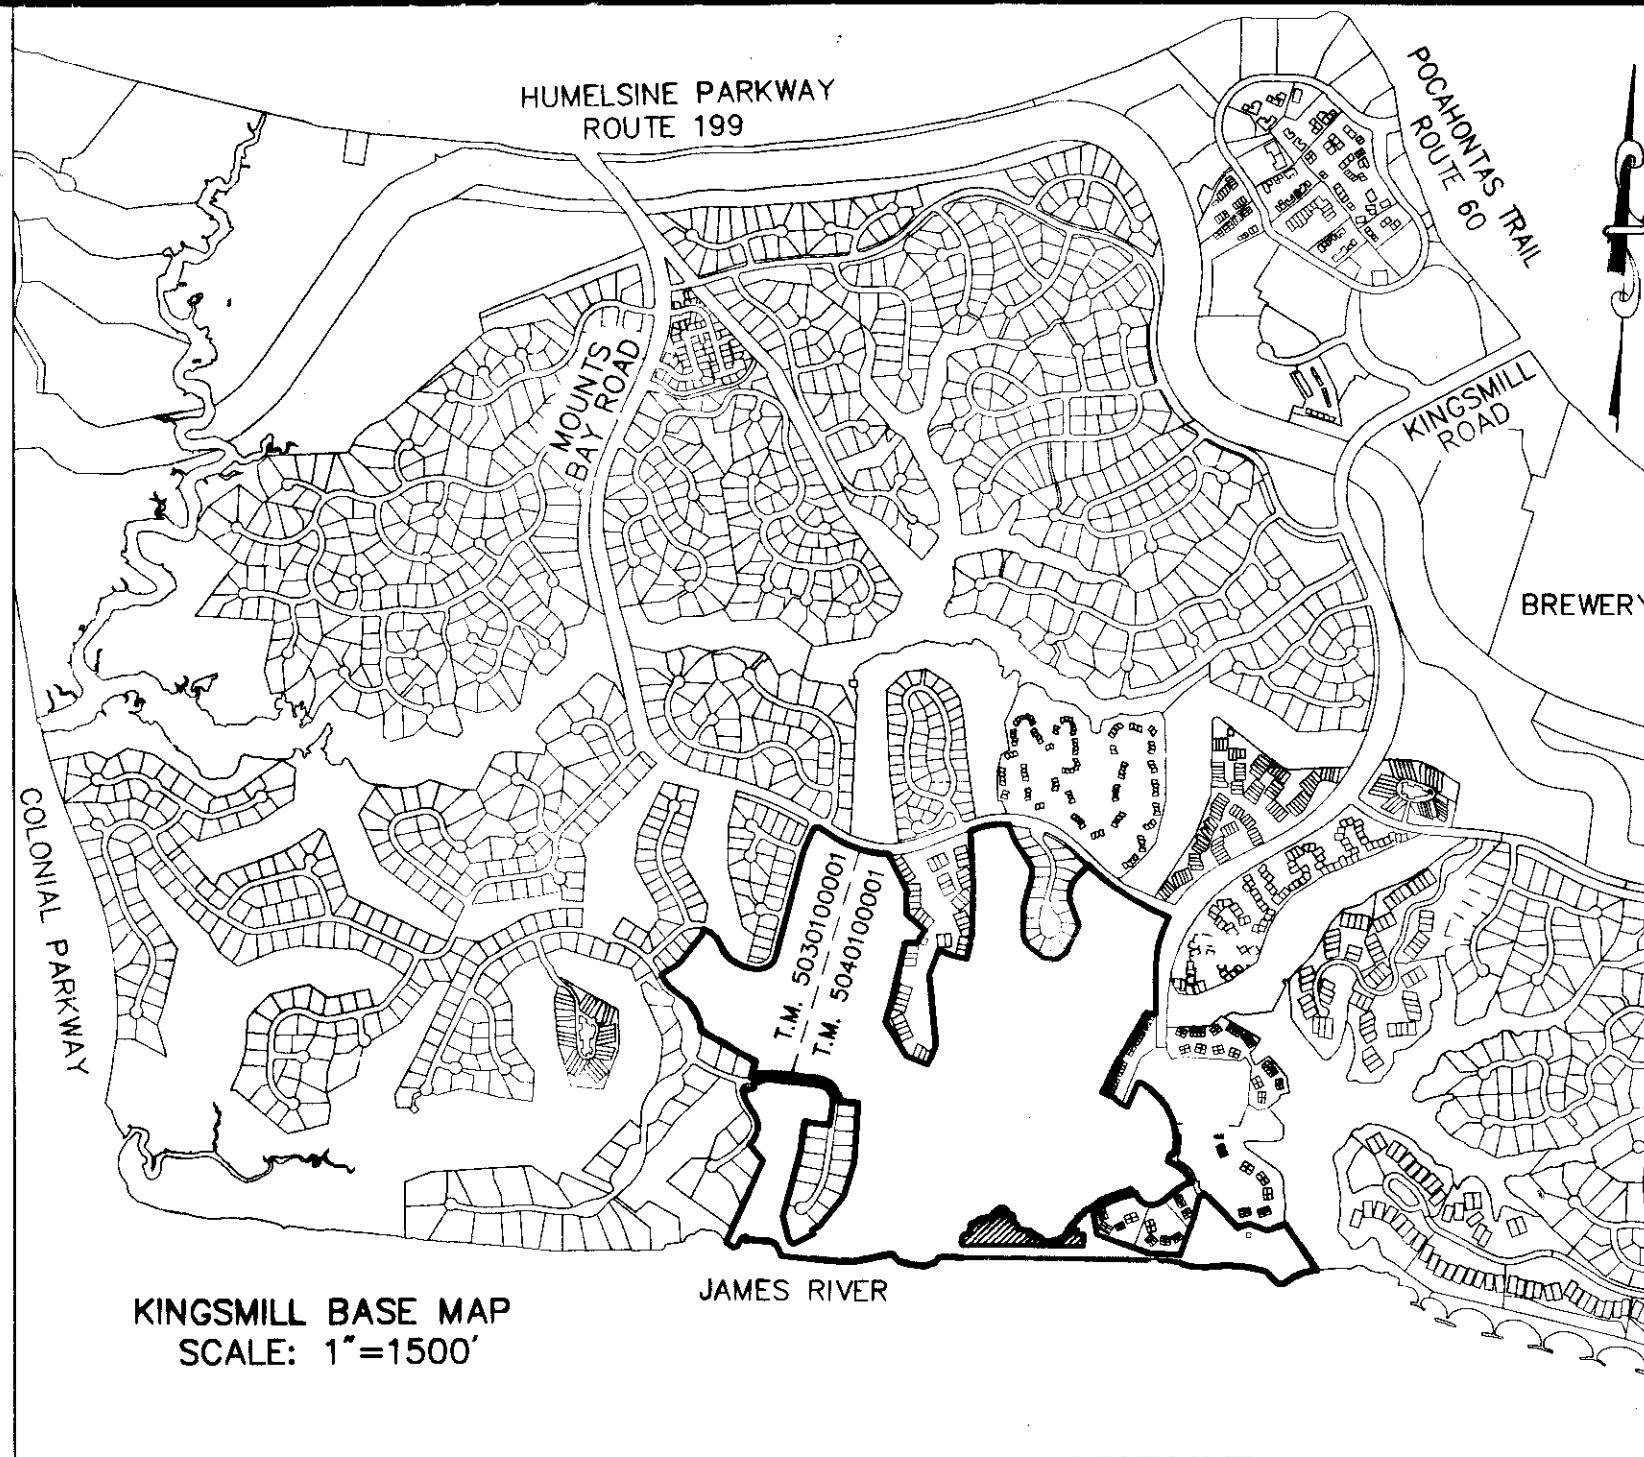 HUMELSINE PARKWAY
ROUTE 199
POCAHONTAS TRAIL
ROUTE 60
MOUNTS
BAY ROAD
KINGSMILL
ROAD
BREWERY
COLONIAL PARKWAY
T.M. 5030100001
T.M. 5040100001
JAMES RIVER
KINGSMILL BASE MAP
SCALE: 1"=1500'